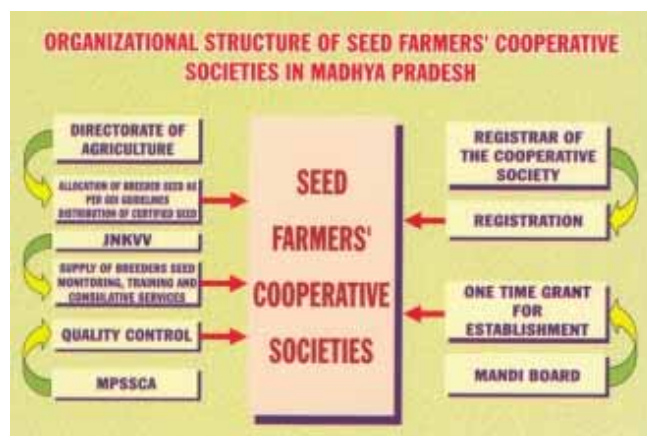 ORGANIZATIONAL STRUCTURE OF SEED FARMERS' COOPERATIVE
SOCIETIES IN MADHYA PRADESH
DIRECTORATE OF
AGRICULTURE
ALLOCATION OF BREEDER SEED AS
PER GOI GUIDELINES
DISTRIBUTION OF CERTIFIED SEED
JNKVV
SUPPLY OF BREEDERS SEED
MONITORING, TRAINING AND
CONSULATIVE SERVICES
QUALITY CONTROL
MPSSCA
SEED
FARMERS'
COOPERATIVE
SOCIETIES
REGISTRAR OF
THE COOPERATIVE
SOCIETY
REGISTRATION
ONE TIME GRANT
FOR
ESTABLISHMENT
MANDI BOARD